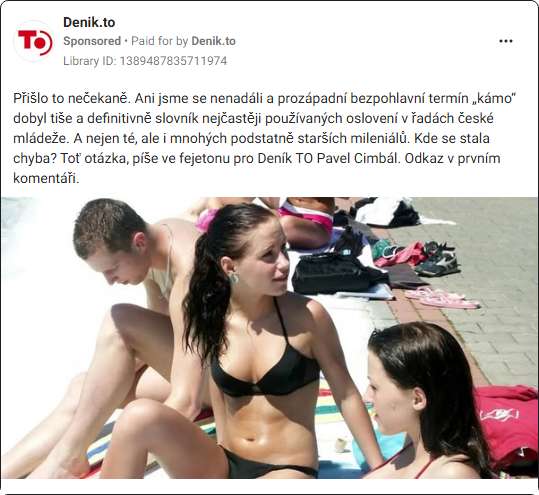 Denik.to
Sponsored • Paid for by Denik.to
Library ID: 1389487835711974
TO
Přišlo to nečekaně. Ani jsme se nenadáli a prozápadní bezpohlavní termín „kámo“
dobyl tiše a definitivně slovník nejčastěji používaných oslovení v řadách české
mládeže. A nejen té, ale i mnohých podstatně starších mileniálů. Kde se stala
chyba? Toť otázka, píše ve fejetonu pro Deník TO Pavel Cimbál. Odkaz v prvním
komentáři.